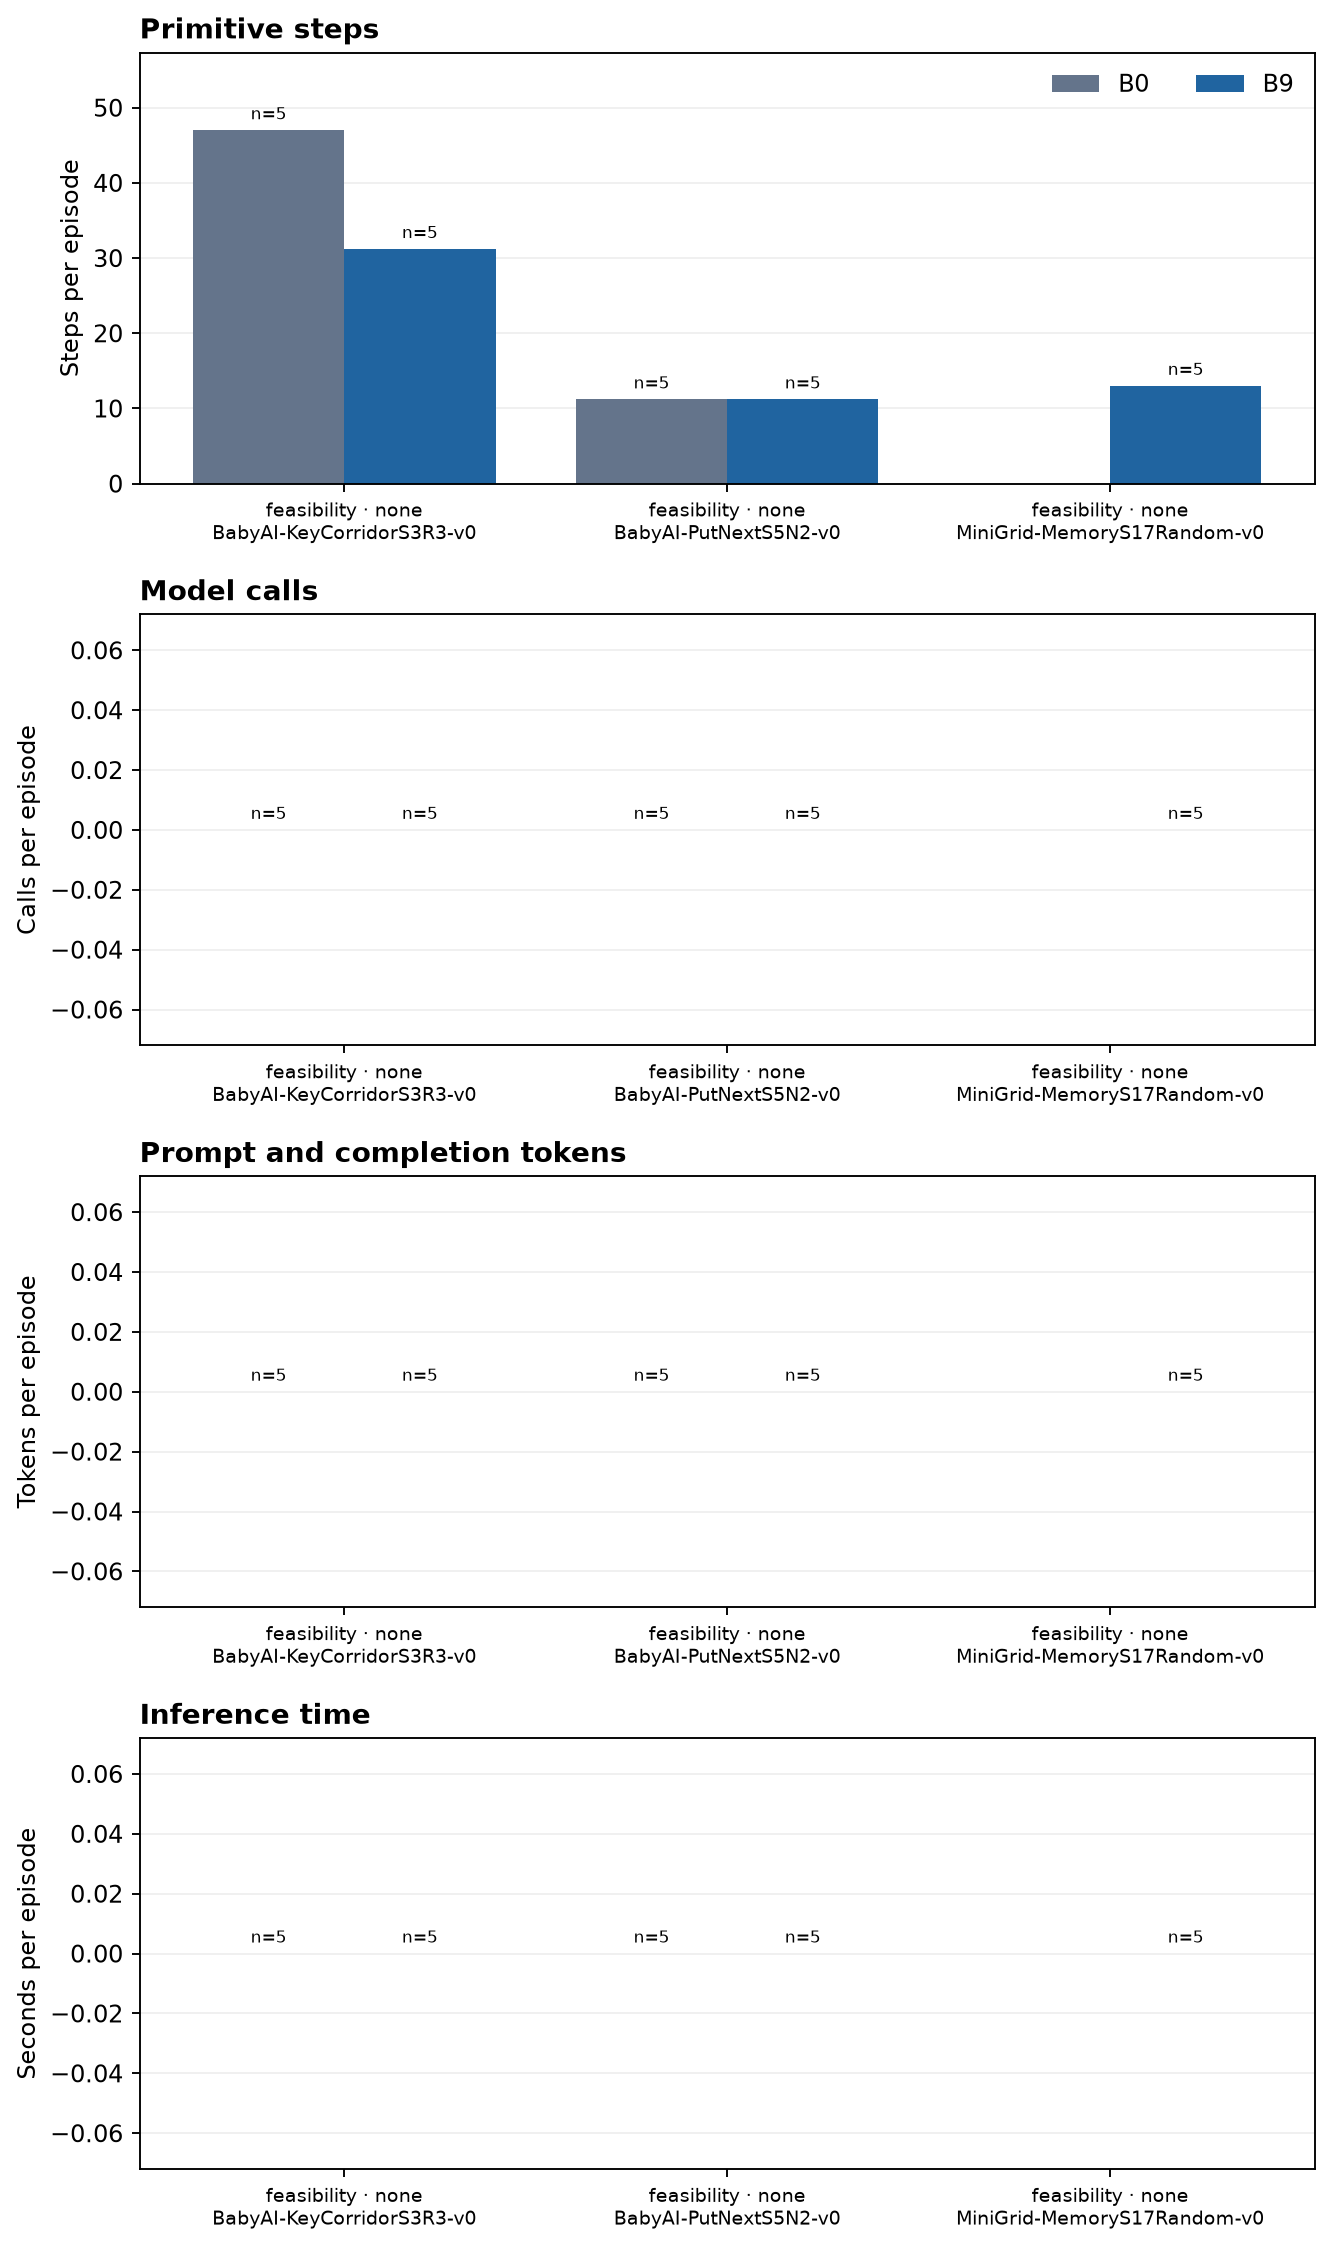 Primitive steps
B0
B9
Steps per episode
50
40
30
20
10
0
n=5
n=5
n=5
n=5
n=5
feasibility · none
BabyAI-KeyCorridorS3R3-v0
feasibility · none
BabyAI-PutNextS5N2-v0
feasibility · none
MiniGrid-MemoryS17Random-v0
Model calls
Calls per episode
0.06
0.04
0.02
0.00
−0.02
−0.04
−0.06
n=5
n=5
n=5
n=5
n=5
feasibility · none
BabyAI-KeyCorridorS3R3-v0
feasibility · none
BabyAI-PutNextS5N2-v0
feasibility · none
MiniGrid-MemoryS17Random-v0
Prompt and completion tokens
Tokens per episode
0.06
0.04
0.02
0.00
−0.02
−0.04
−0.06
n=5
n=5
n=5
n=5
n=5
feasibility · none
BabyAI-KeyCorridorS3R3-v0
feasibility · none
BabyAI-PutNextS5N2-v0
feasibility · none
MiniGrid-MemoryS17Random-v0
Inference time
Seconds per episode
0.06
0.04
0.02
0.00
−0.02
−0.04
−0.06
n=5
n=5
n=5
n=5
n=5
feasibility · none
BabyAI-KeyCorridorS3R3-v0
feasibility · none
BabyAI-PutNextS5N2-v0
feasibility · none
MiniGrid-MemoryS17Random-v0